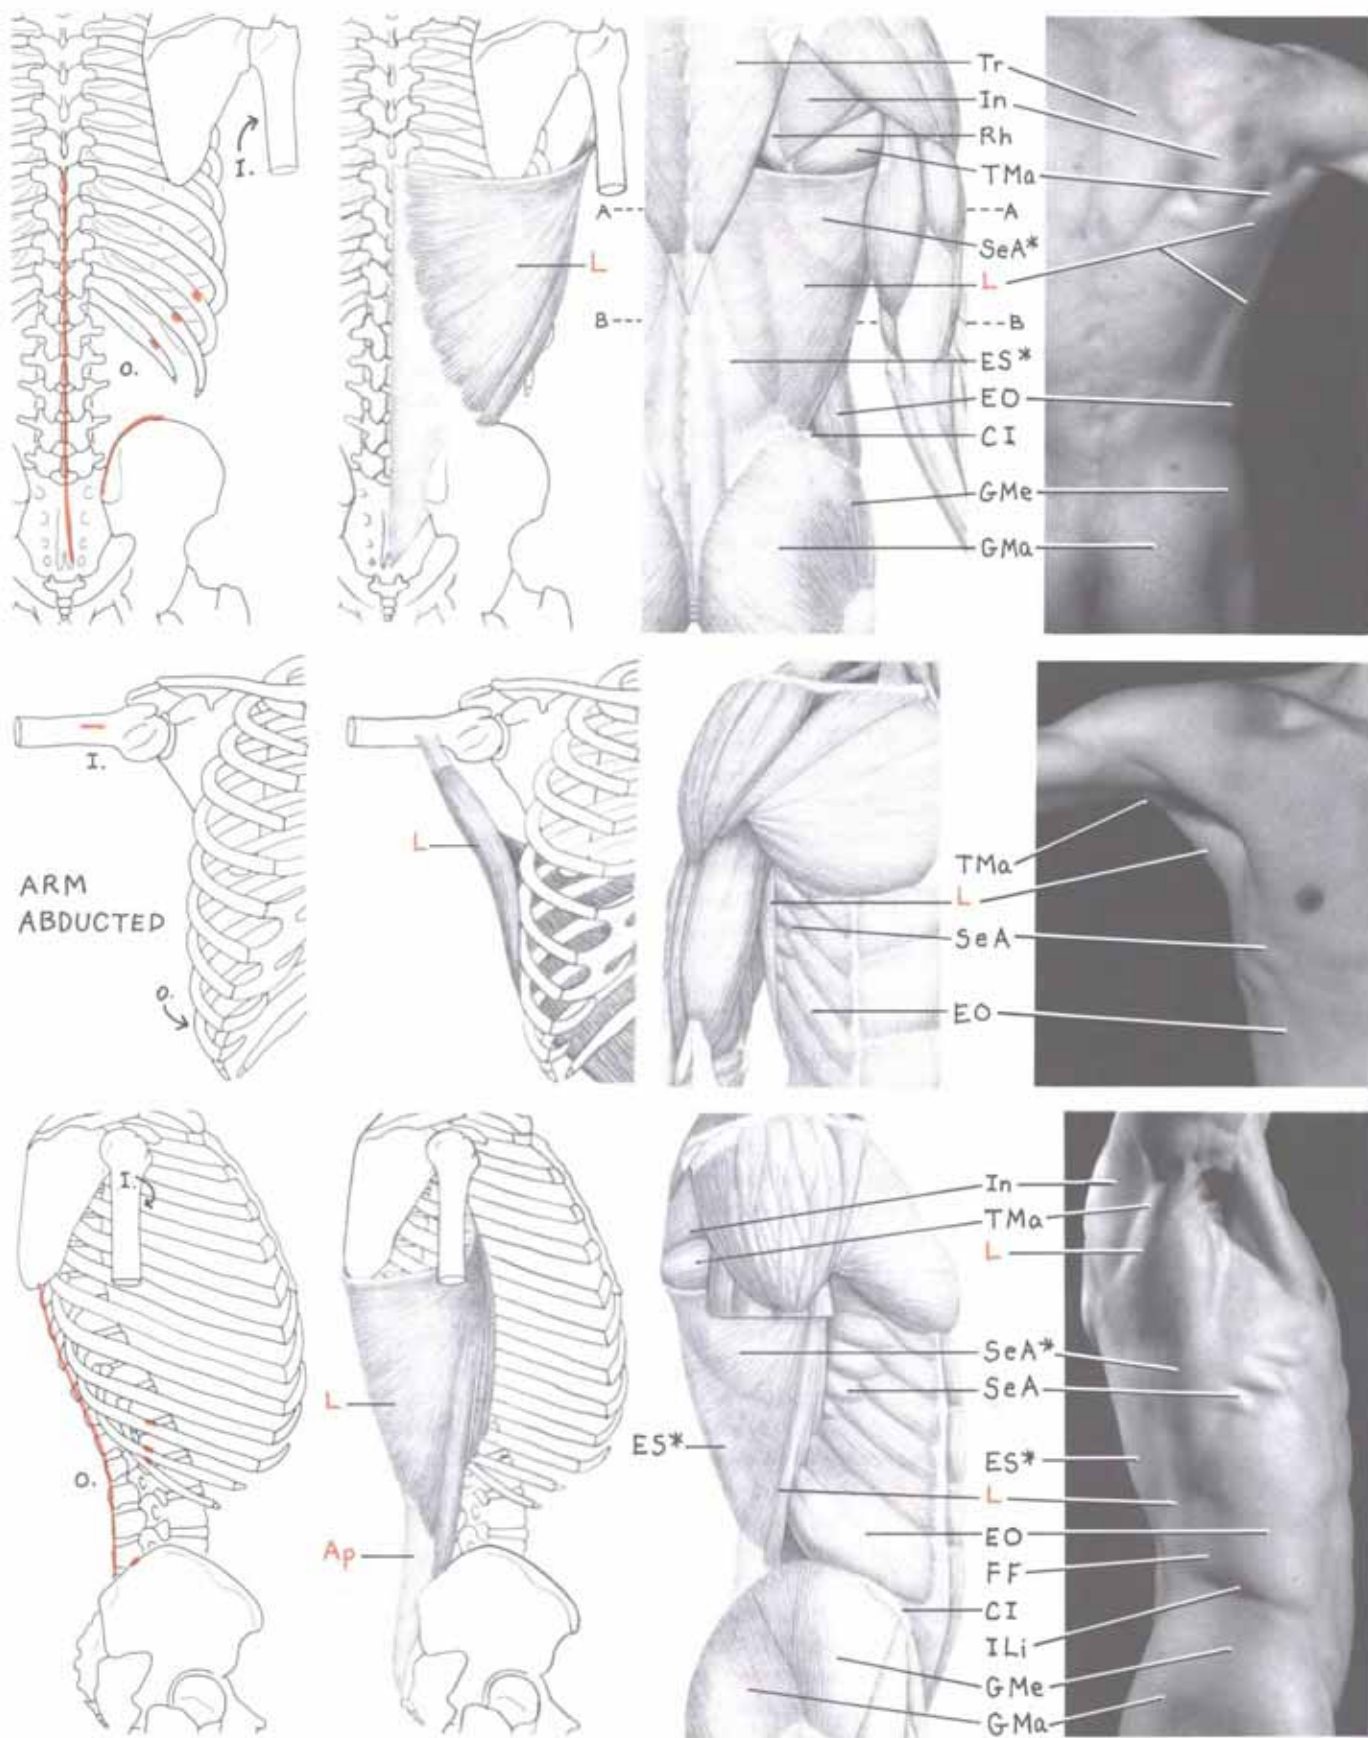 Tr
In
I.
Rh
TMa
A
A
SeA*
L
L
B
B
ES*
O.
EO
CI
GMe
GMa
I.
L
TMa
L
ARM
ABDUCTED
SeA
O.
EO
I.
In
TMa
L
SeA*
SeA
L
ES*
ES*
O.
L
EO
Ap
FF
CI
ILi
GMe
GMa